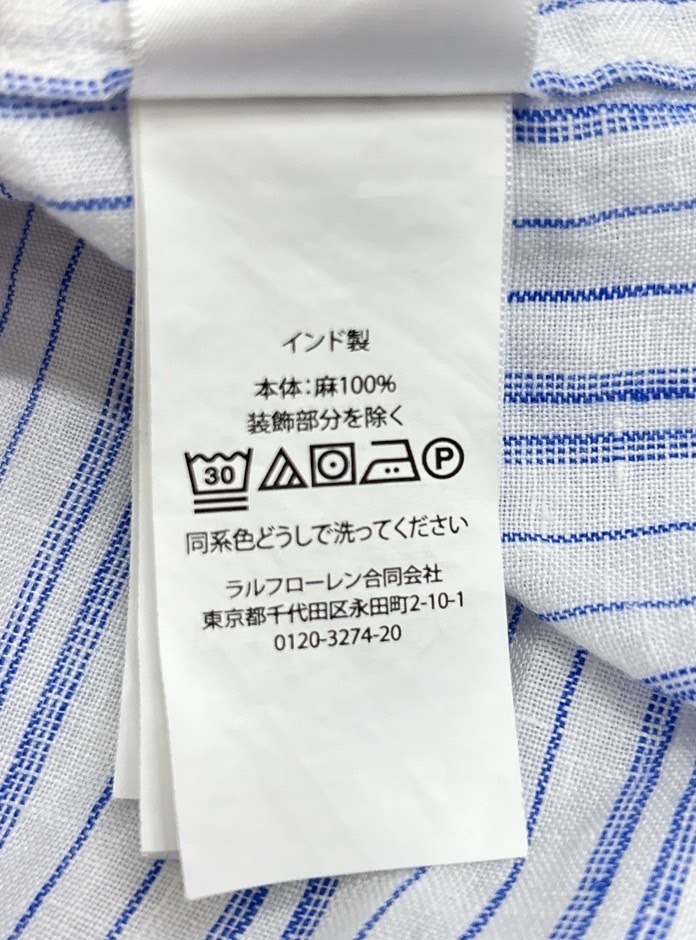 インド製
本体：麻100%
装飾部分を除く
30 P
同系色どうしで洗ってください
ラルフローレン合同会社
東京都千代田区永田町2-10-1
0120-3274-20